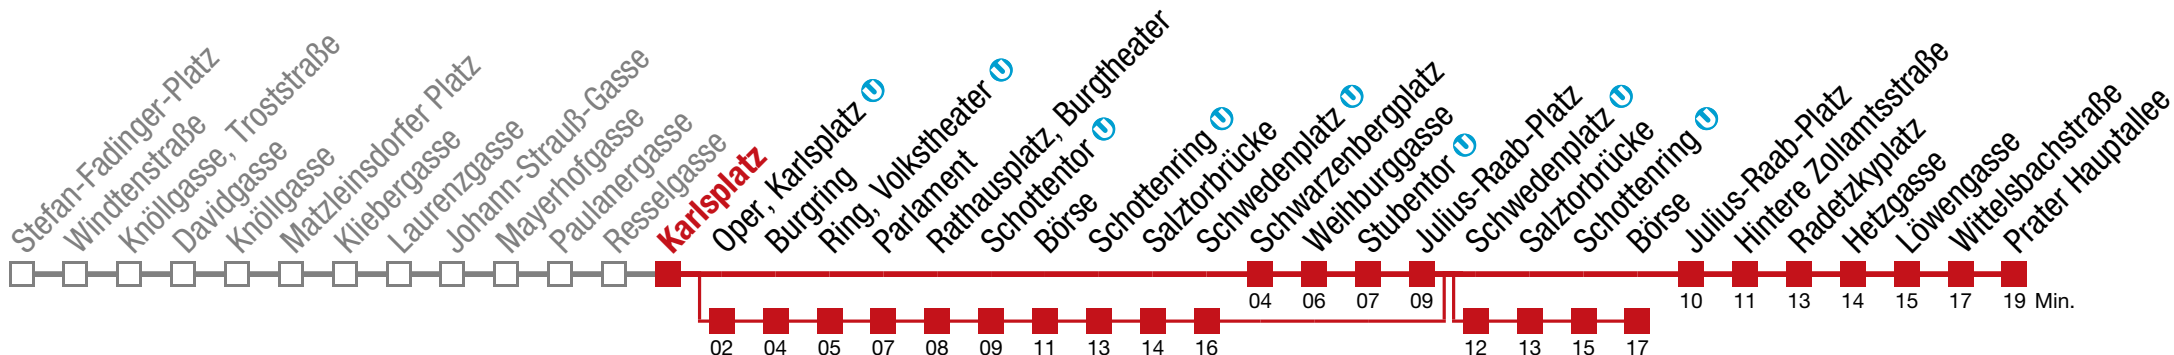 Stefan-Fadinger-Platz
Windtenstraße
Knöllgasse, Troststraße
Davidgasse
Knöllgasse
Matzleinsdorfer Platz
Kliebergasse
Laurenzgasse
Johann-Strauß-Gasse
Mayerhofgasse
Paulanergasse
Resselgasse
Karlsplatz
Oper, Karlsplatz U
Burgring
Ring, Volkstheater U
Parlament
Rathausplatz, Burgtheater
Schottentor U
Börse
Schottenring U
Salztorbrücke
Schwedenplatz U
Schwarzenbergplatz
Weihburggasse
Stubentor U
Julius-Raab-Platz
Schwedenplatz U
Salztorbrücke
Schottenring U
Börse
Julius-Raab-Platz
Hintere Zollamtsstraße
Radetzkyplatz
Hetzgasse
Löwengasse
Wittelsbachstraße
Prater Hauptallee
04 06 07 09 10 11 13 14 15 17 19 Min.
02 04 05 07 08 09 11 13 14 16 12 13 15 17